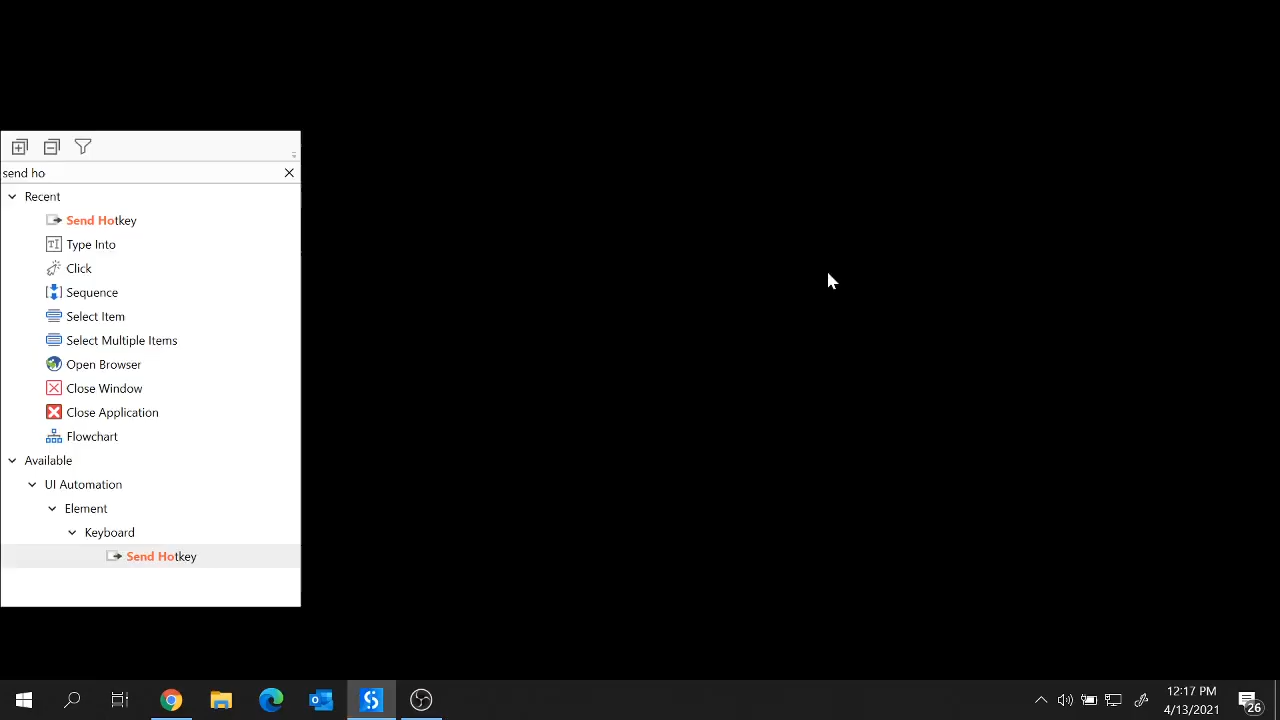 send ho
Recent
Send Hotkey
Type Into
Click
Sequence
Select Item
Select Multiple Items
Open Browser
Close Window
Close Application
Flowchart
Available
UI Automation
Element
Keyboard
Send Hotkey
12:17 PM
4/13/2021
26